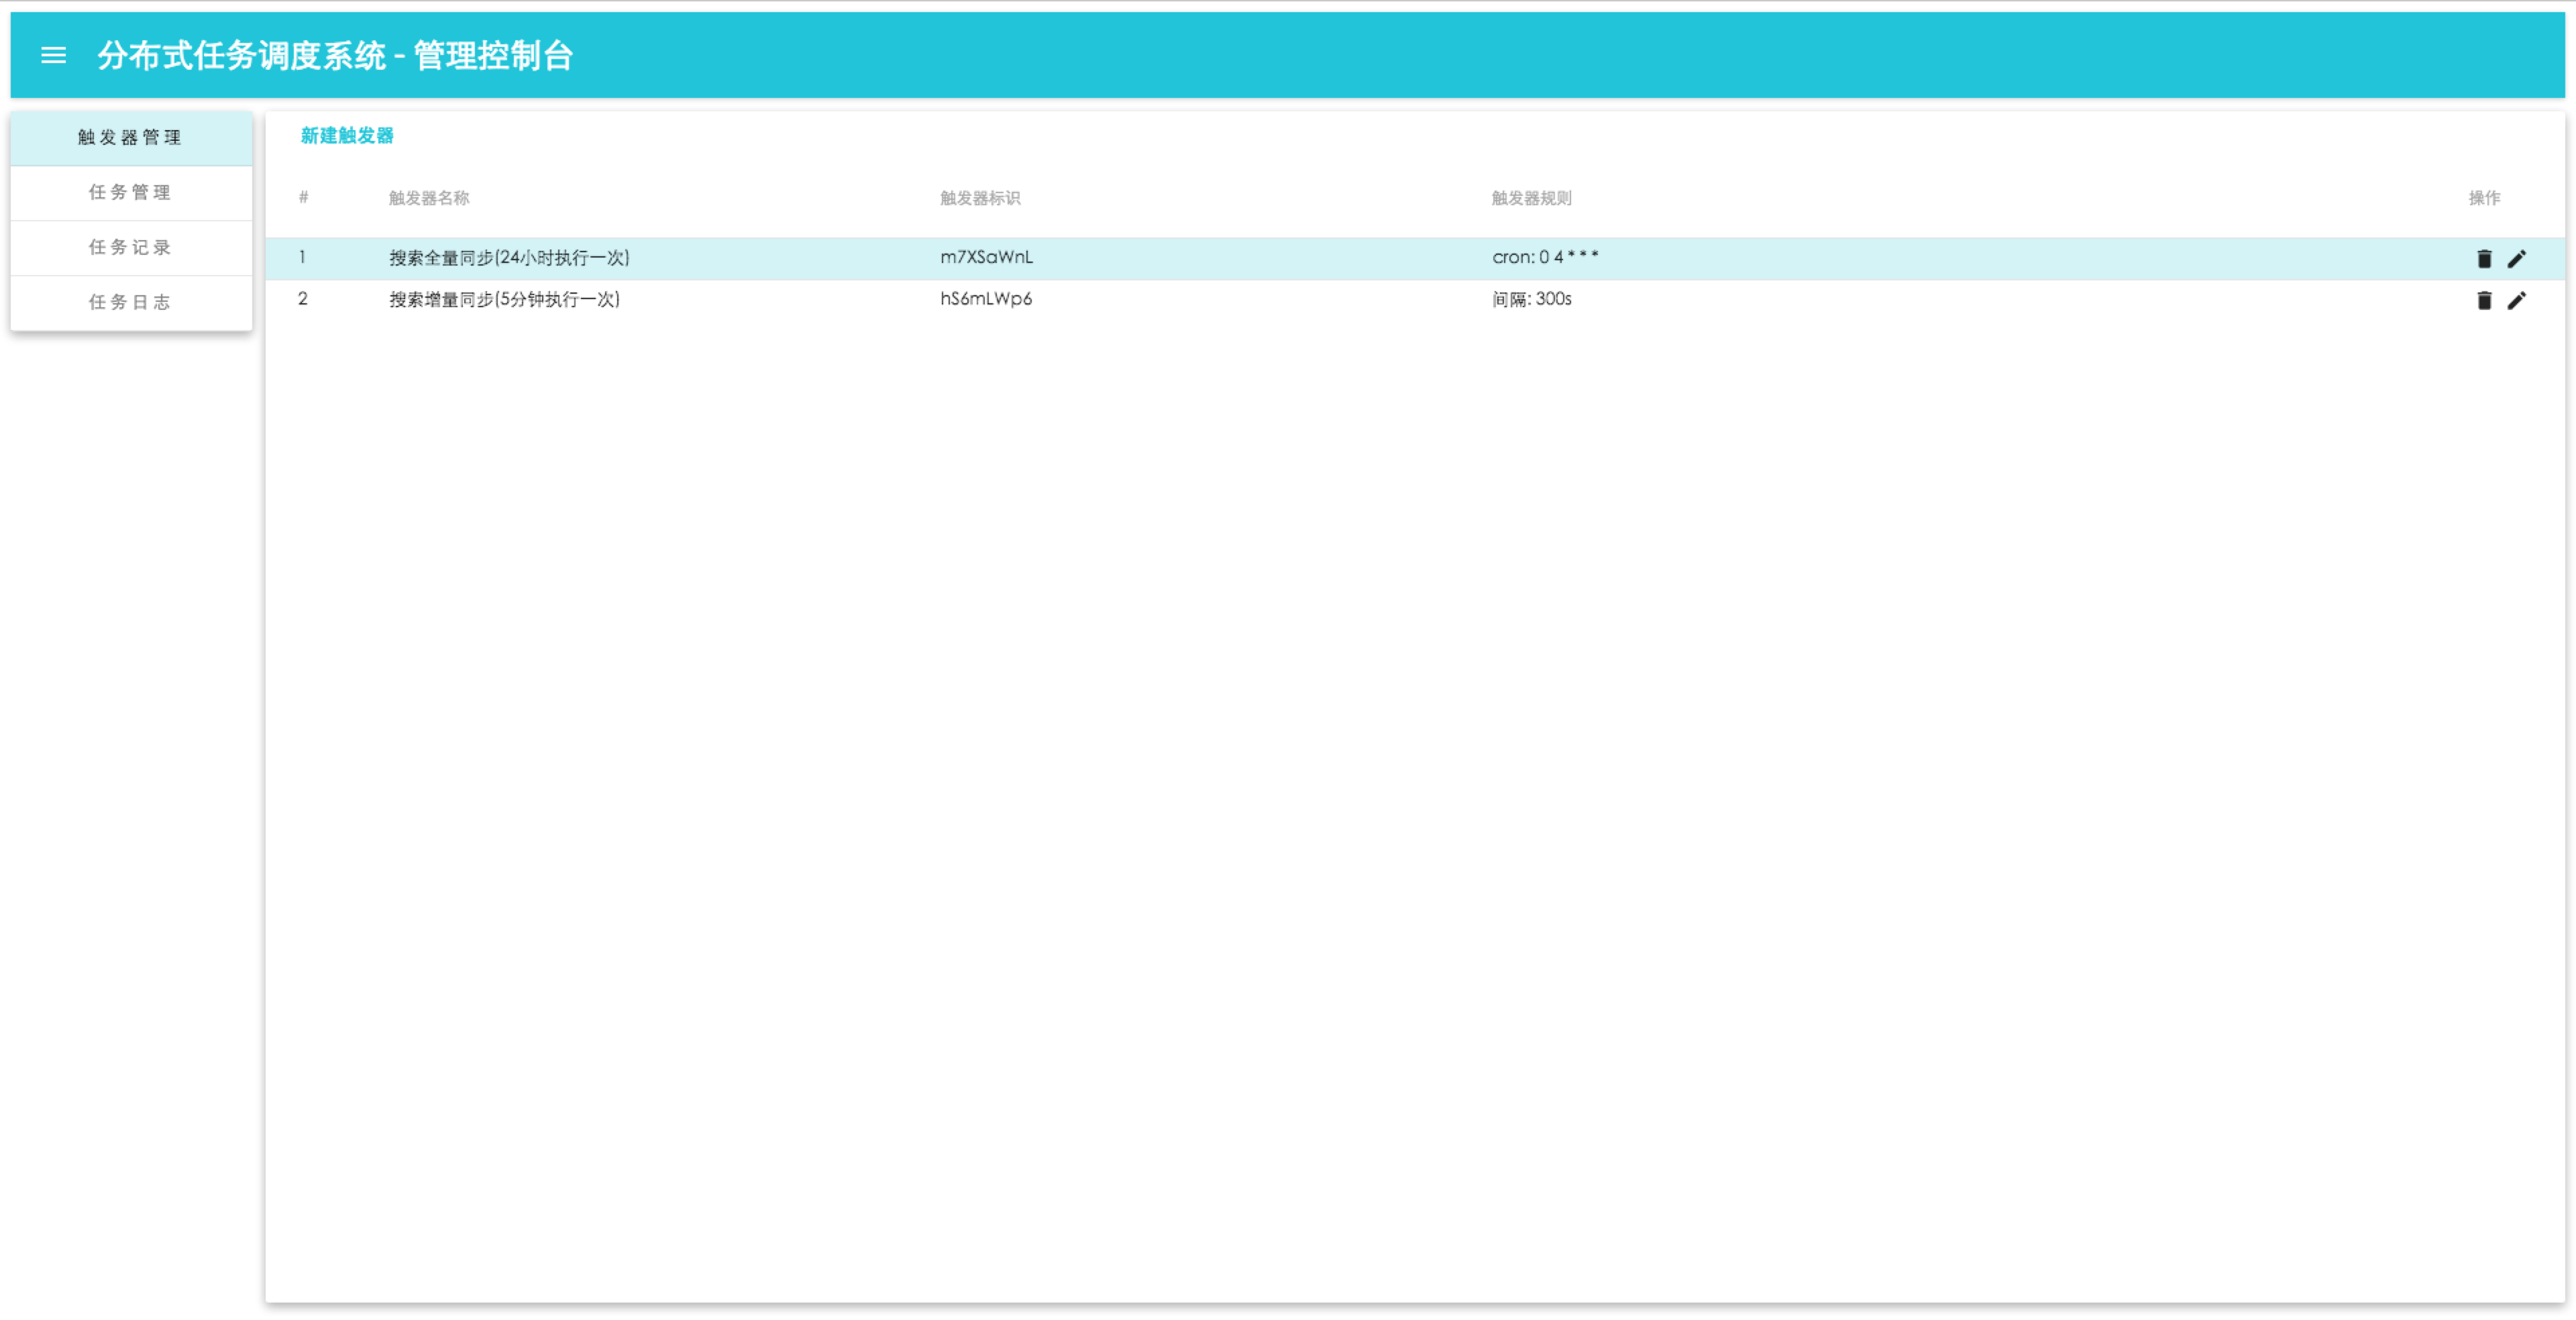 分布式任务调度系统 - 管理控制台
触发器管理
任务管理
任务记录
任务日志
新建触发器
# 触发器名称 触发器标识 触发器规则 操作
1 搜索全量同步(24小时执行一次) m7XSaWnL cron: 0 4 * * *
2 搜索增量同步(5分钟执行一次) hS6mLWp6 间隔: 300s